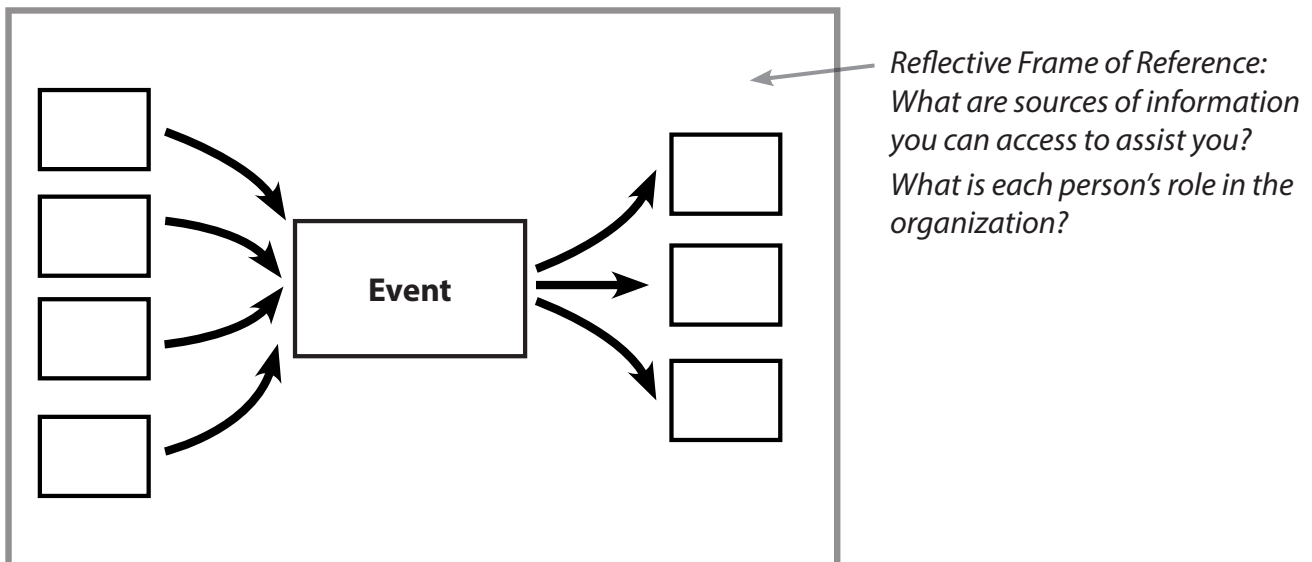 Reflective Frame of Reference:
What are sources of information
you can access to assist you?
What is each person’s role in the
organization?
Event